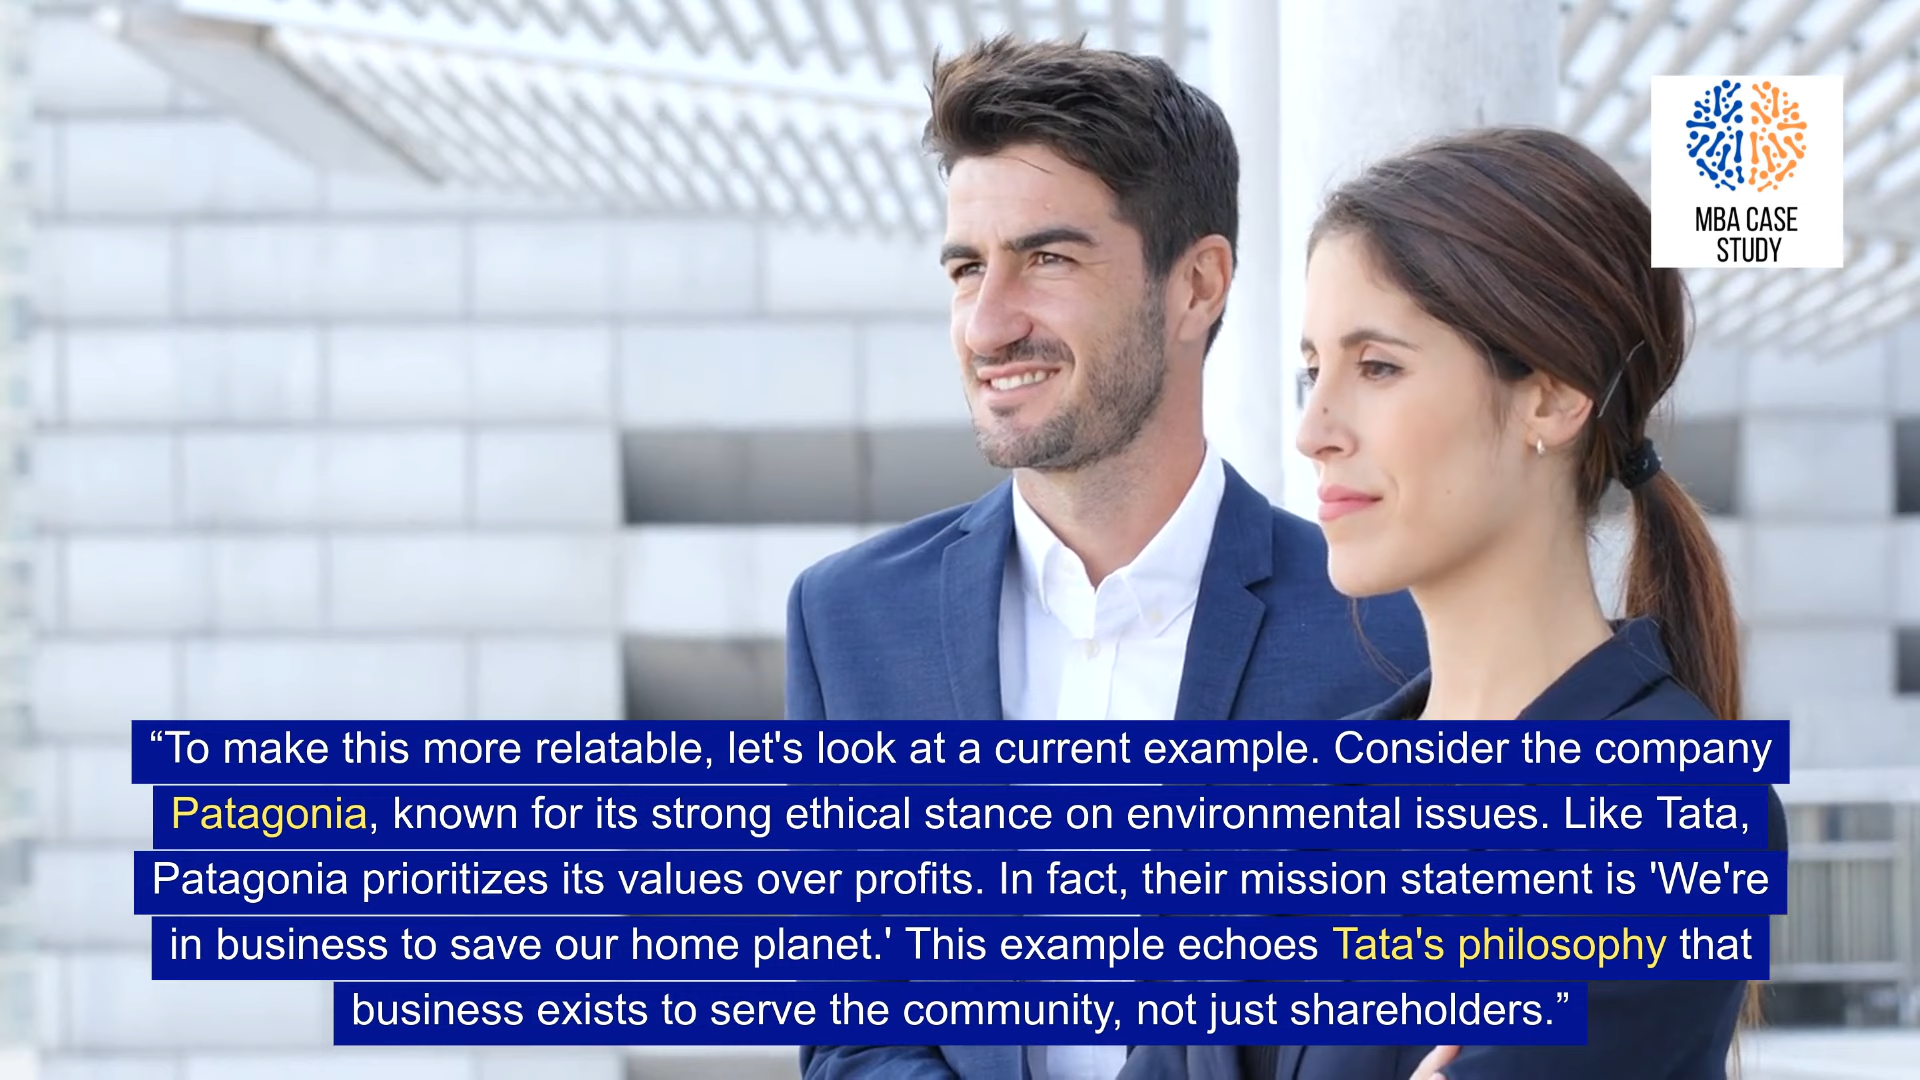 MBA CASE
STUDY
“To make this more relatable, let's look at a current example. Consider the company
Patagonia, known for its strong ethical stance on environmental issues. Like Tata,
Patagonia prioritizes its values over profits. In fact, their mission statement is 'We're
in business to save our home planet.' This example echoes Tata's philosophy that
business exists to serve the community, not just shareholders.”